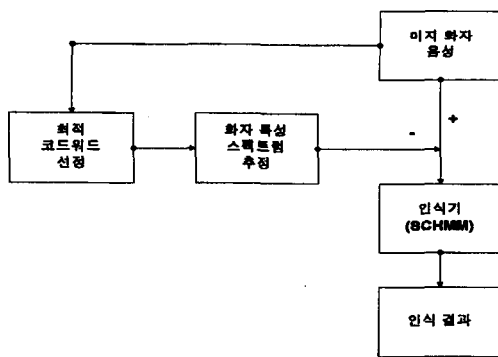 미지 화자
음성
최적
코드워드
선정
화자 특성
스펙트럼
추정
-
+
인식기
(SCHMM)
인식 결과